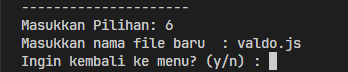 ---------------------
Masukkan Pilihan: 6
Masukkan nama file baru  : valdo.js
Ingin kembali ke menu? (y/n) :